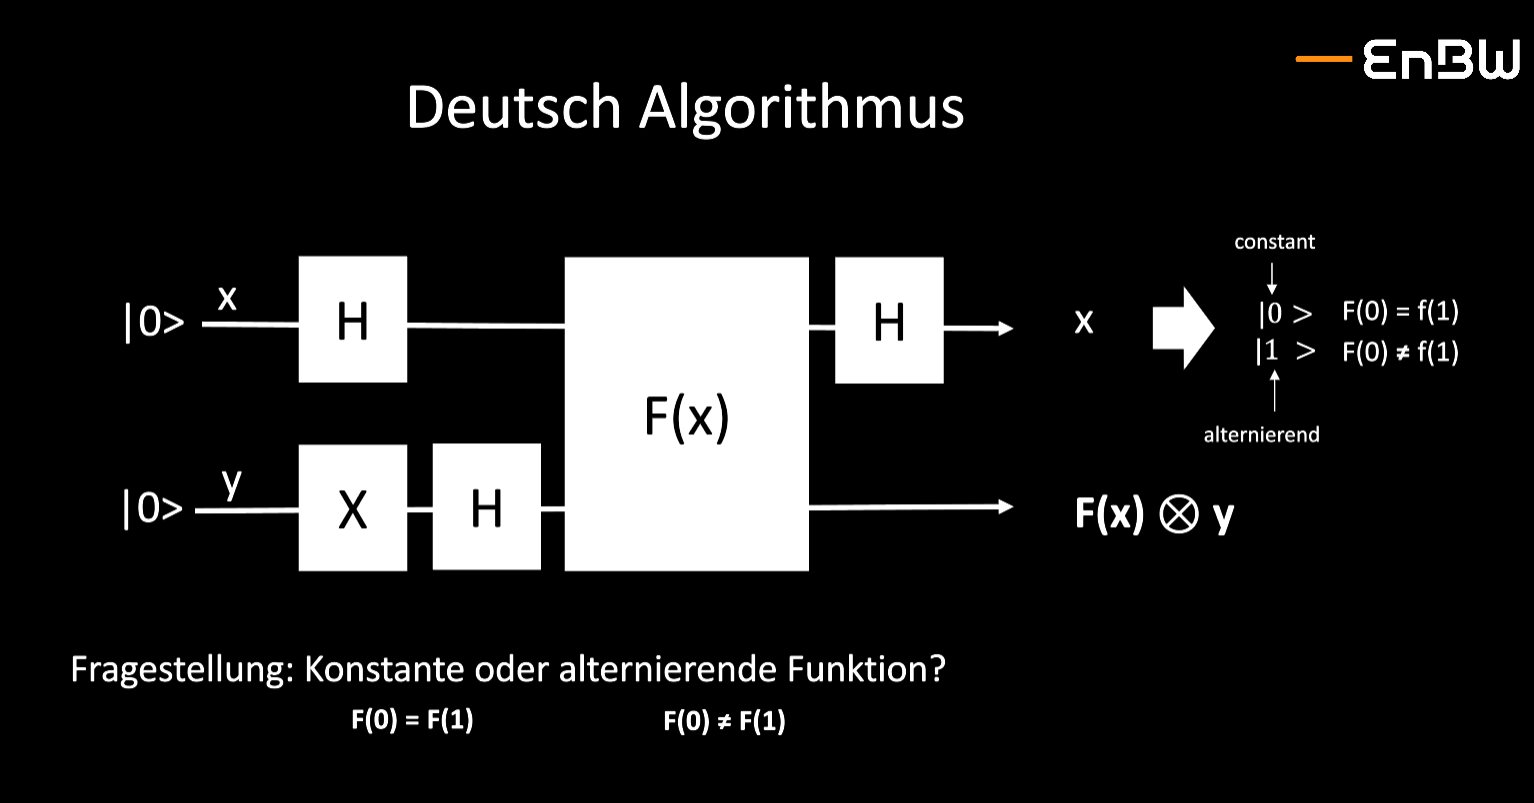 EnBW
Deutsch Algorithmus
constant
|0> x H F(x) H x |0 > F(0) = f(1)
|1 > F(0) ≠ f(1)
alternierend
|0> y X H F(x) ⊗ y
Fragestellung: Konstante oder alternierende Funktion?
F(0) = F(1) F(0) ≠ F(1)